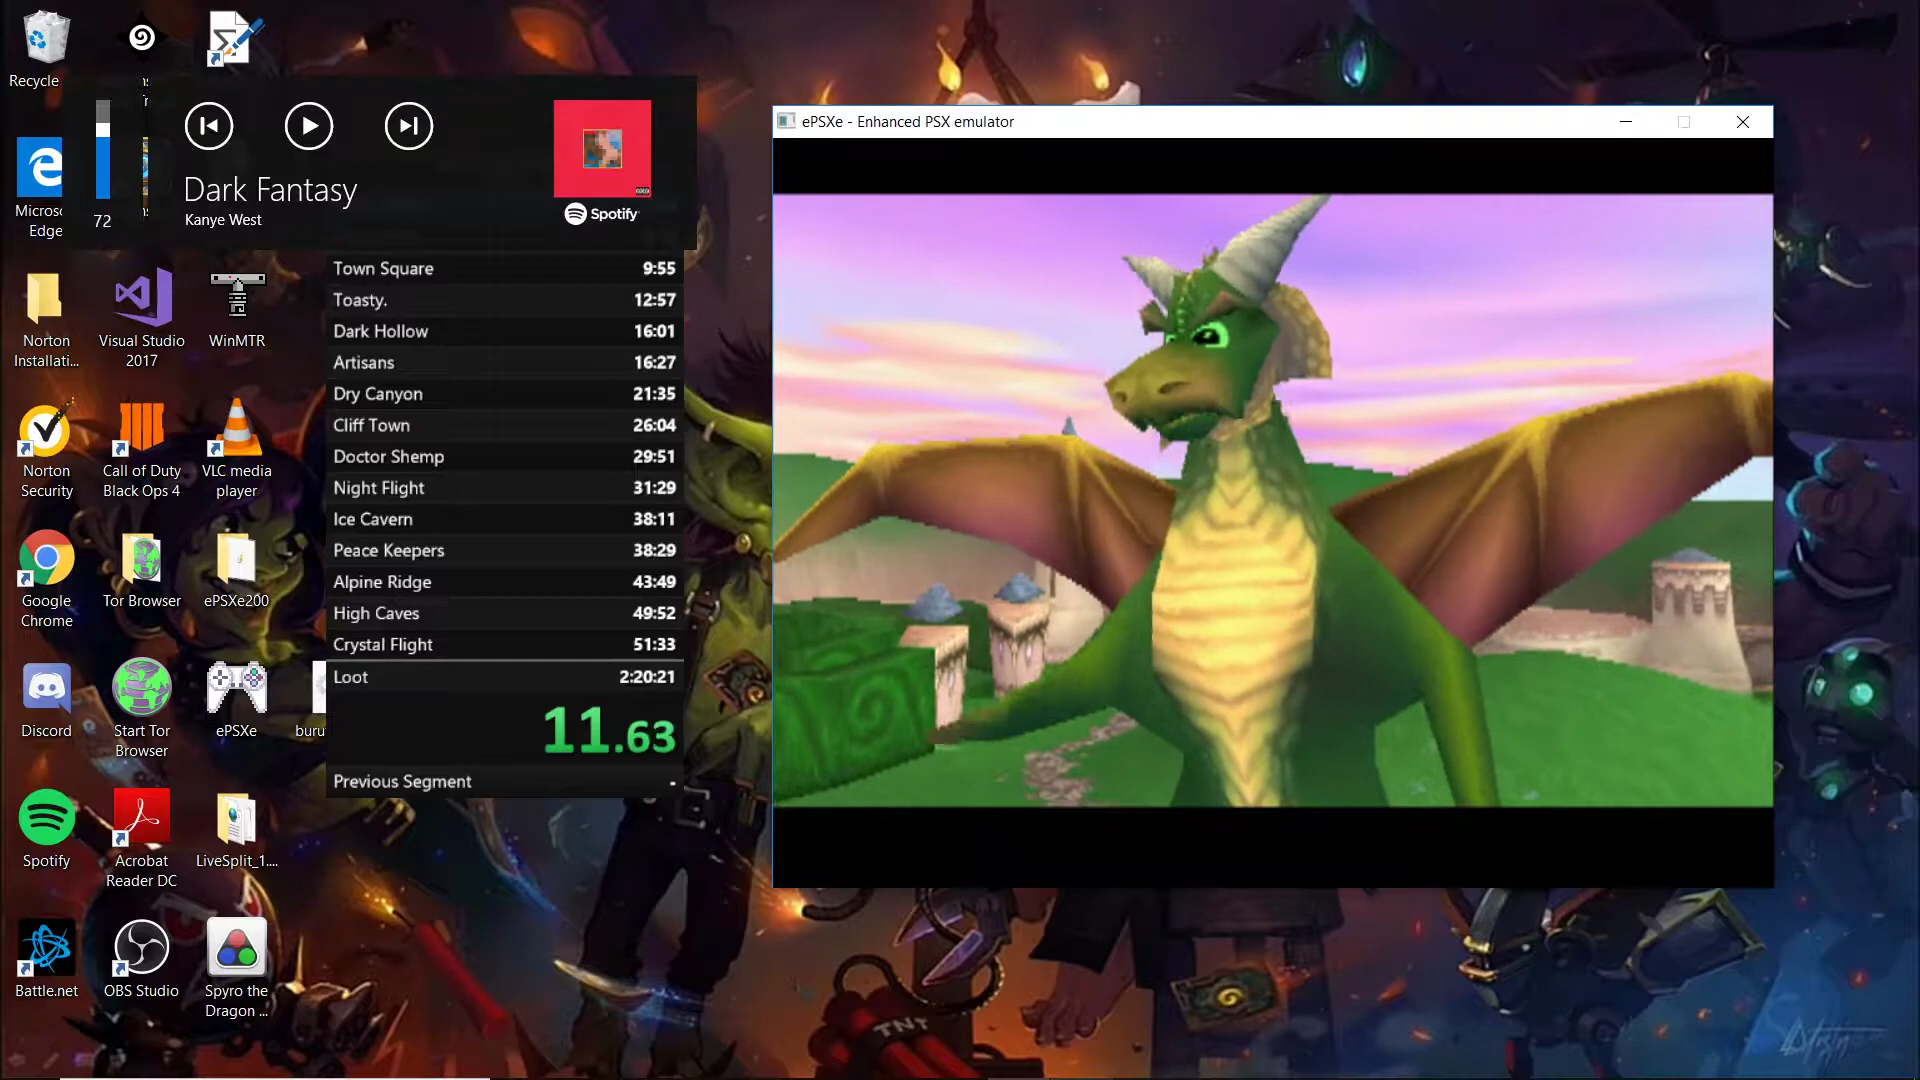 Recycle
72
Dark Fantasy
Kanye West
Spotify
ePSXe - Enhanced PSX emulator
Microsc
Edge
Norton
Installati...
Visual Studio
2017
WinMTR
Norton
Security
Call of Duty
Black Ops 4
VLC media
player
Google
Chrome
Tor Browser
ePSXe200
Discord
Start Tor
Browser
ePSXe
buru
Spotify
Acrobat
Reader DC
LiveSplit_1....
Battle.net
OBS Studio
Spyro the
Dragon ...
Town Square 9:55
Toasty. 12:57
Dark Hollow 16:01
Artisans 16:27
Dry Canyon 21:35
Cliff Town 26:04
Doctor Shemp 29:51
Night Flight 31:29
Ice Cavern 38:11
Peace Keepers 38:29
Alpine Ridge 43:49
High Caves 49:52
Crystal Flight 51:33
Loot 2:20:21
11.63
Previous Segment -
TNT